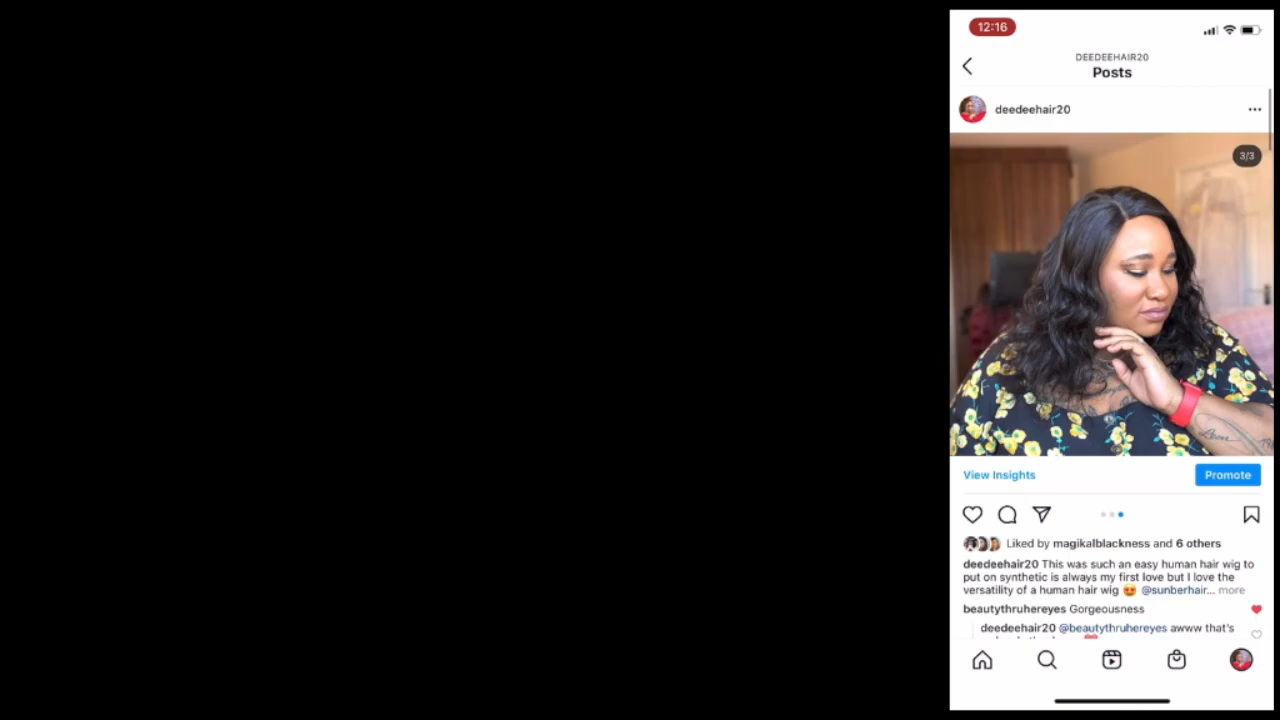 12:16
DEEDEEHAIR20
Posts
deedeehair20
3/3
View Insights
Promote
Liked by magikalblackness and 6 others
deedeehair20 This was such an easy human hair wig to
put on synthetic is always my first love but I love the
versatility of a human hair wig 😍 @sunberhair... more
beautythruhereyes Gorgeousness
deedeehair20 @beautythruhereyes awww that's